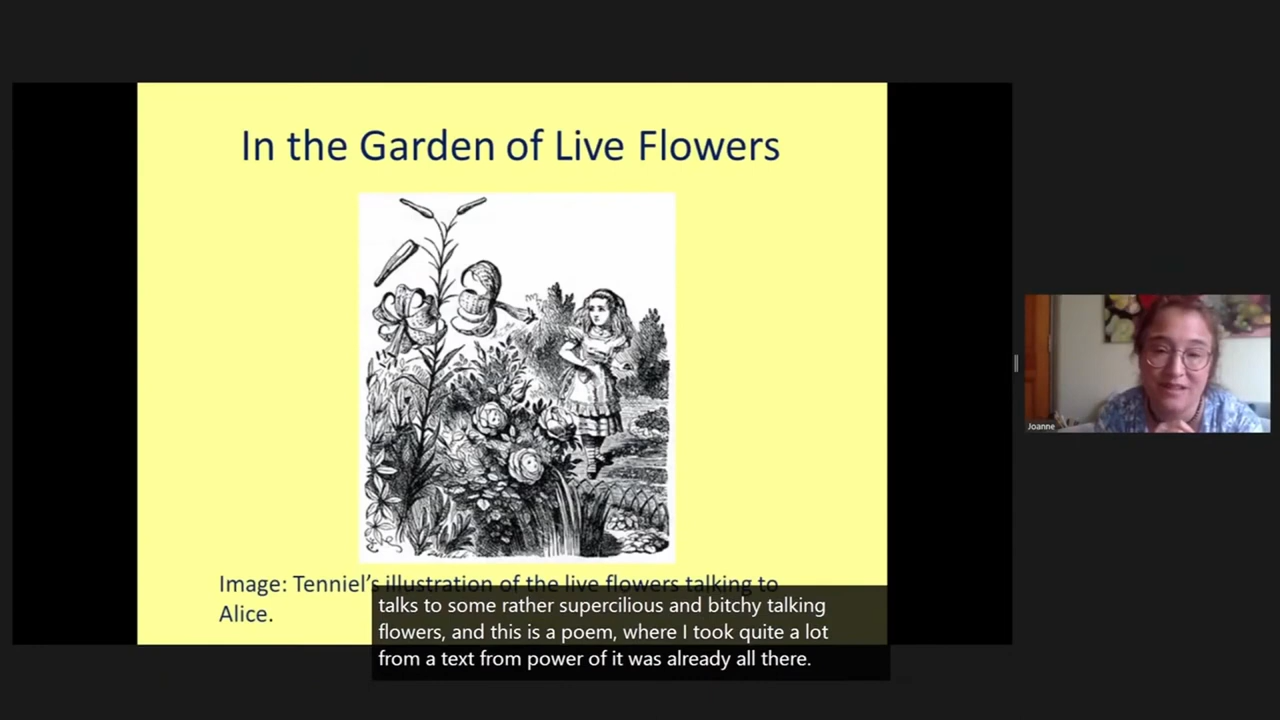 In the Garden of Live Flowers
Image: Tenniel's illustration of the live flowers talking to
Alice.
talks to some rather supercilious and bitchy talking
flowers, and this is a poem, where I took quite a lot
from a text from power of it was already all there.
Joanne